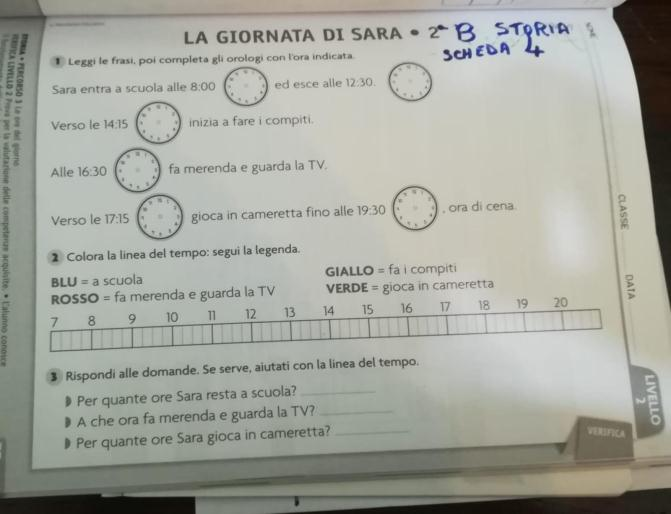 LA GIORNATA DI SARA • 2ª B STORIA
SCHEDA 4
1 Leggi le frasi, poi completa gli orologi con l'ora indicata.
Sara entra a scuola alle 8:00 ed esce alle 12:30.
Verso le 14:15 inizia a fare i compiti.
Alle 16:30 fa merenda e guarda la TV.
Verso le 17:15 gioca in cameretta fino alle 19:30, ora di cena.
2 Colora la linea del tempo: segui la legenda.
BLU = a scuola
GIALLO = fa i compiti
ROSSO = fa merenda e guarda la TV
VERDE = gioca in cameretta
7 8 9 10 11 12 13 14 15 16 17 18 19 20
3 Rispondi alle domande. Se serve, aiutati con la linea del tempo.
Per quante ore Sara resta a scuola?
A che ora fa merenda e guarda la TV?
Per quante ore Sara gioca in cameretta?
CLASSE
DATA
LIVELLO 2
VERIFICA
STORIA • PERCORSO 3 Le ore del giorno
VERIFICA LIVELLO 2 Prova per la valutazione delle competenze acquisite. • L'alunno conosce